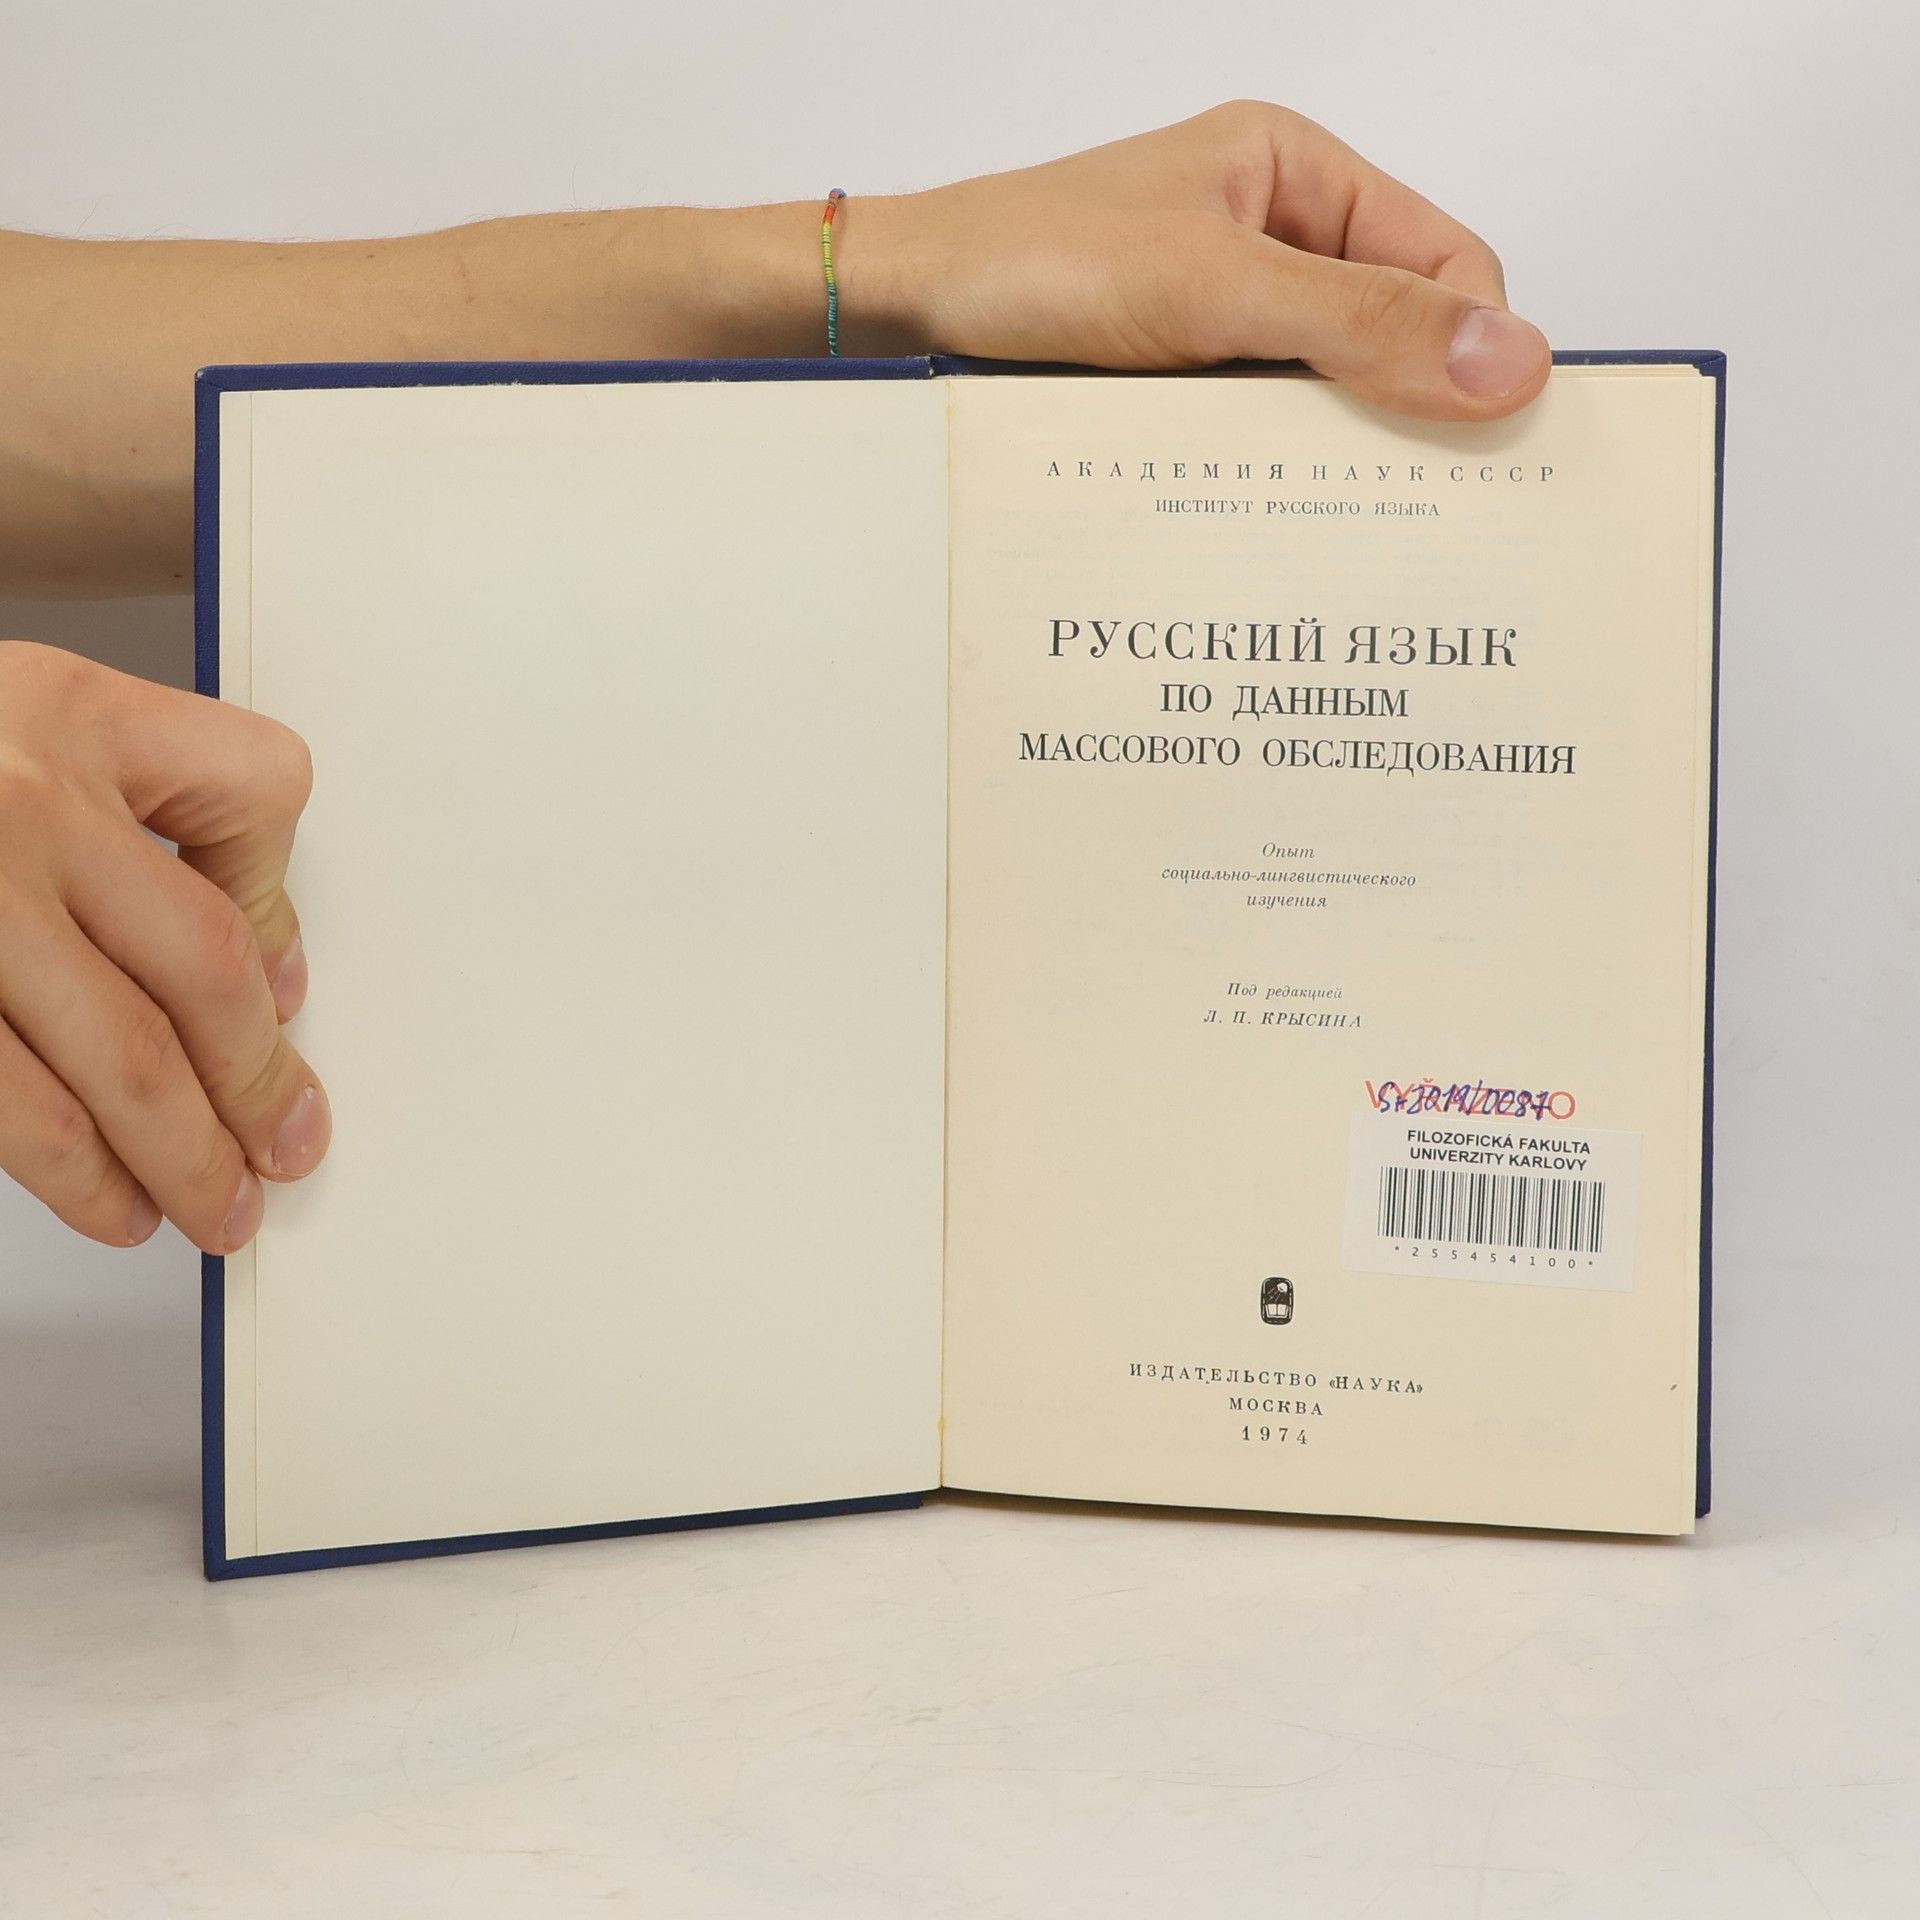 АКАДЕМИЯ НАУК СССР
ИНСТИТУТ РУССКОГО ЯЗЫКА
РУССКИЙ ЯЗЫК
ПО ДАННЫМ
МАССОВОГО ОБСЛЕДОВАНИЯ
Опыт
социально-лингвистического
изучения
Под редакцией
Л. П. КРЫСИНА
VYŘAZENO
FILOZOFICKÁ FAKULTA
UNIVERZITY KARLOVY
*255454100*
ИЗДАТЕЛЬСТВО «НАУКА»
МОСКВА
1974